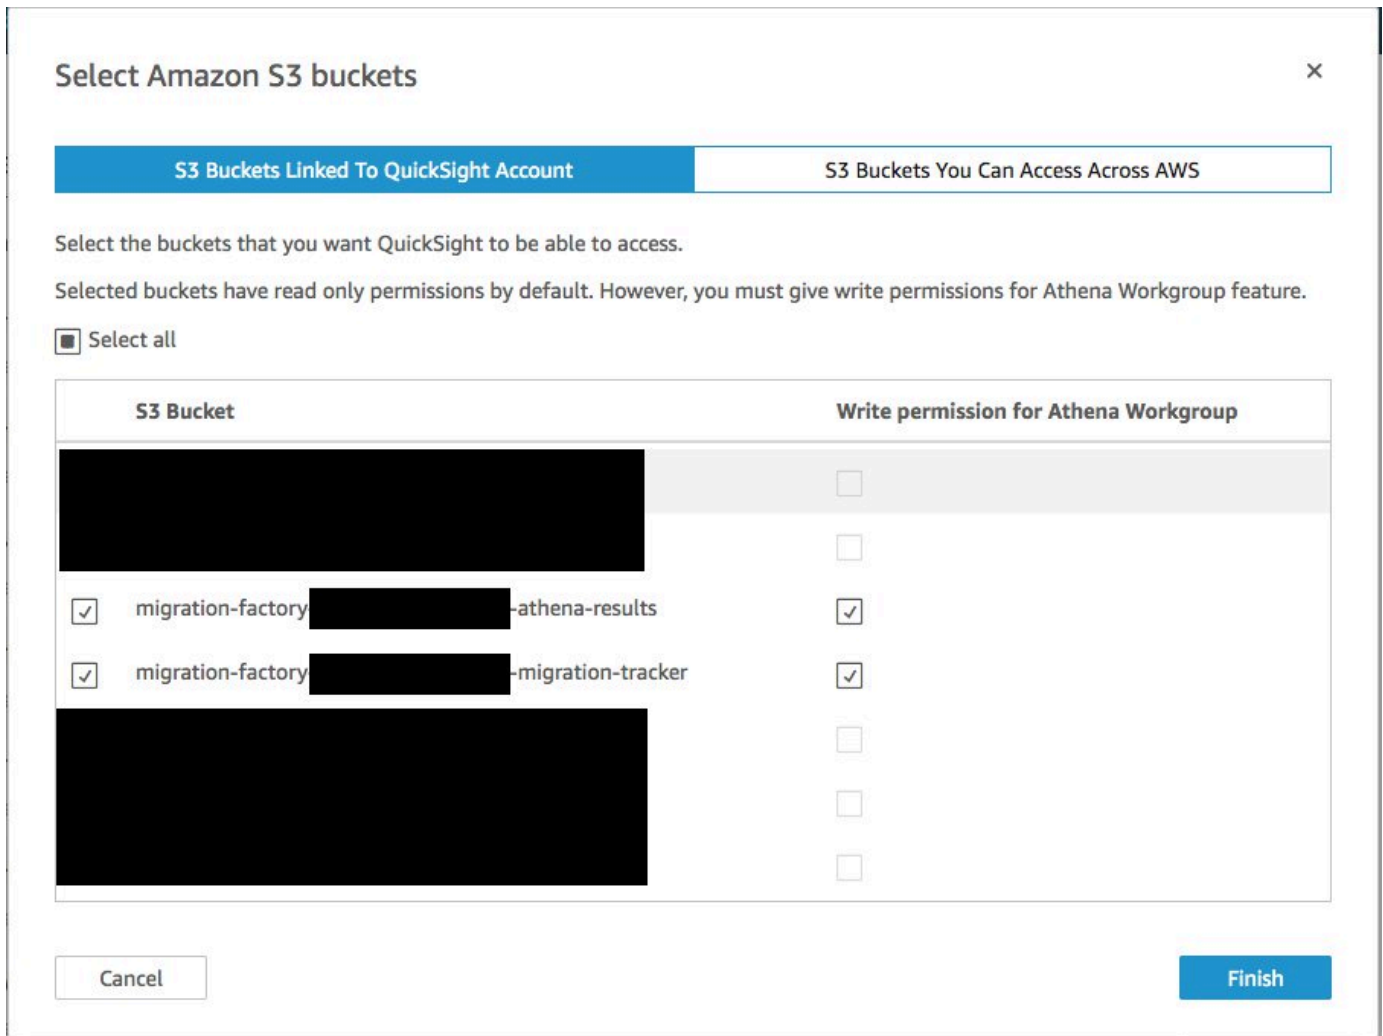 Select Amazon S3 buckets
S3 Buckets Linked To QuickSight Account
S3 Buckets You Can Access Across AWS
Select the buckets that you want QuickSight to be able to access.
Selected buckets have read only permissions by default. However, you must give write permissions for Athena Workgroup feature.
Select all
S3 Bucket
Write permission for Athena Workgroup
migration-factory- -athena-results
migration-factory- -migration-tracker
Cancel
Finish